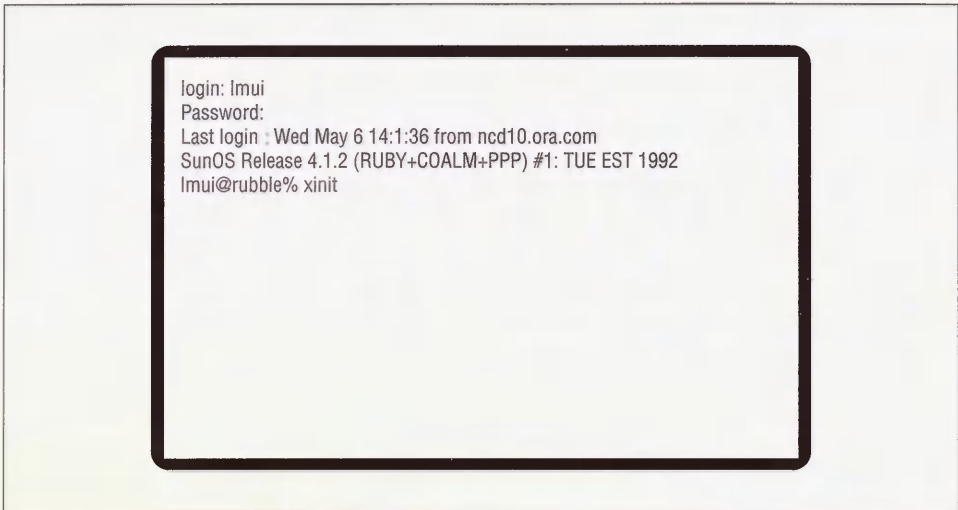 login: lmui
Password:
Last login : Wed May 6 14:1:36 from ncd10.ora.com
SunOS Release 4.1.2 (RUBY+COALM+PPP) #1: TUE EST 1992
lmui@rubble% xinit